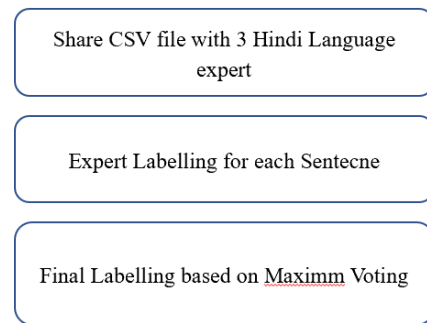 Share CSV file with 3 Hindi Language
expert
Expert Labelling for each Sentecne
Final Labelling based on Maximm Voting